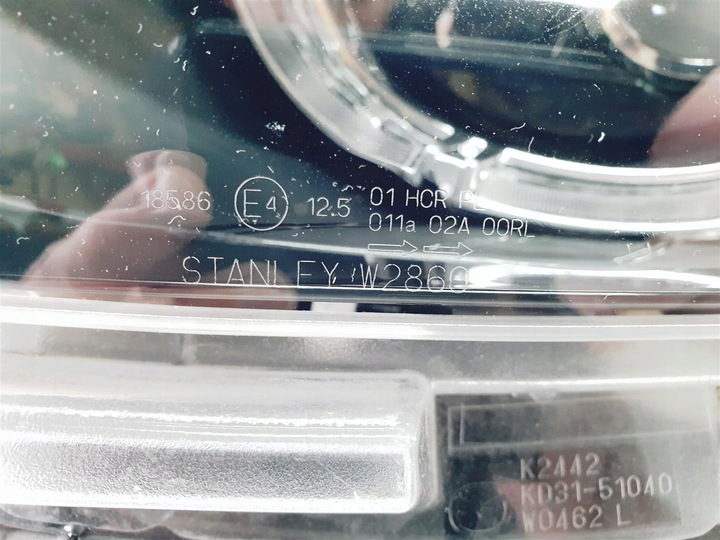 18586 E4 12.5 01 HCR PL
011a 02A 00RL
STANLEY W2860
K2442
KD31-51040
W0462 L